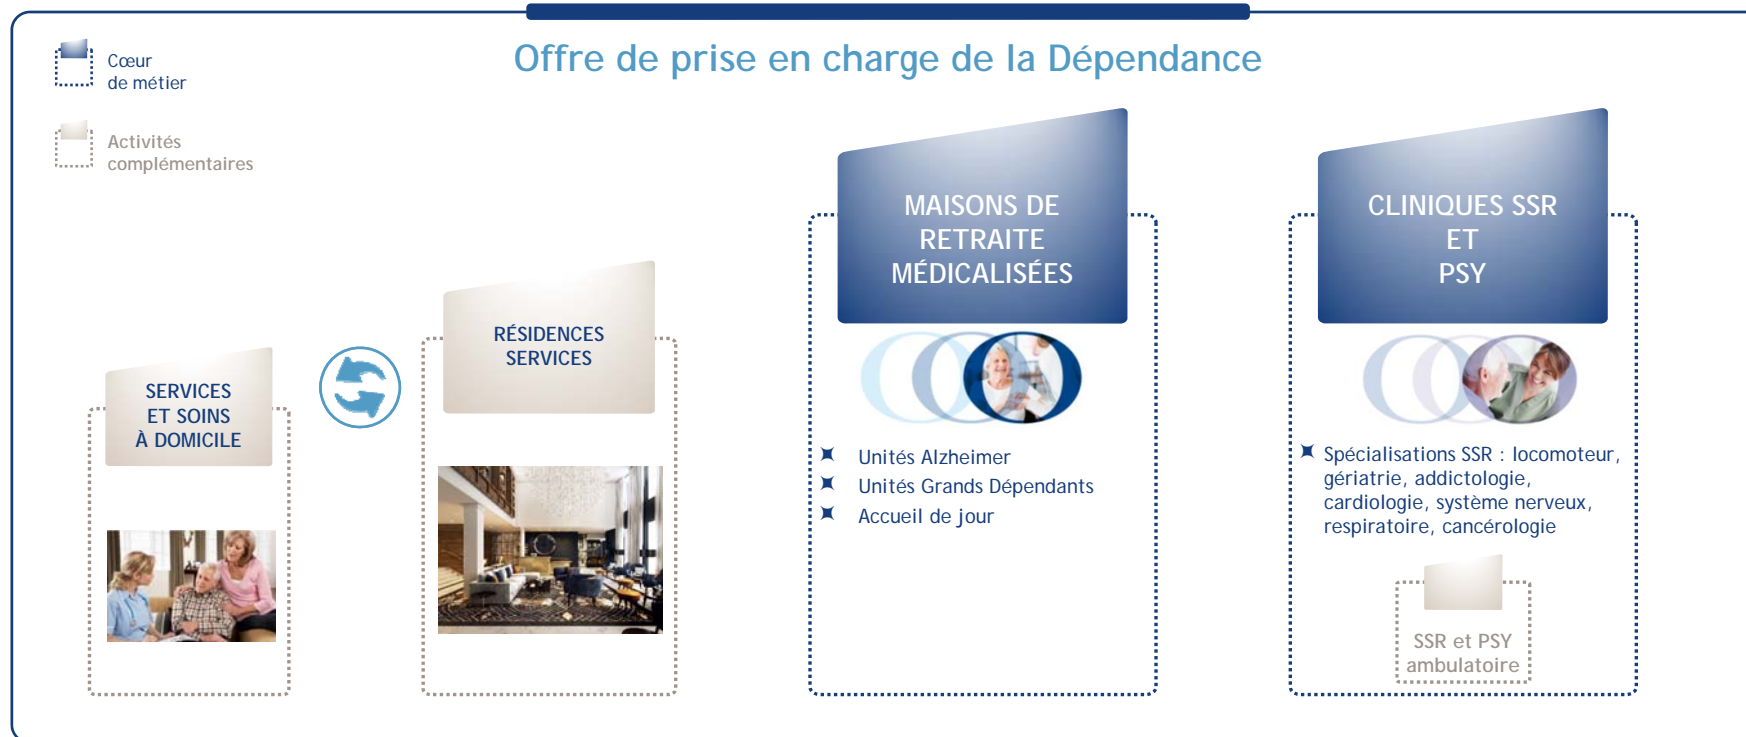 Offre de prise en charge de la Dépendance
Cœur
de métier
Activités
complémentaires
SERVICES
ET SOINS
À DOMICILE
RÉSIDENCES
SERVICES
MAISONS DE
RETRAITE
MÉDICALISÉES
Unités Alzheimer
Unités Grands Dépendants
Accueil de jour
CLINIQUES SSR
ET
PSY
Spécialisations SSR : locomoteur,
gériatrie, addictologie,
cardiologie, système nerveux,
respiratoire, cancérologie
SSR et PSY
ambulatoire